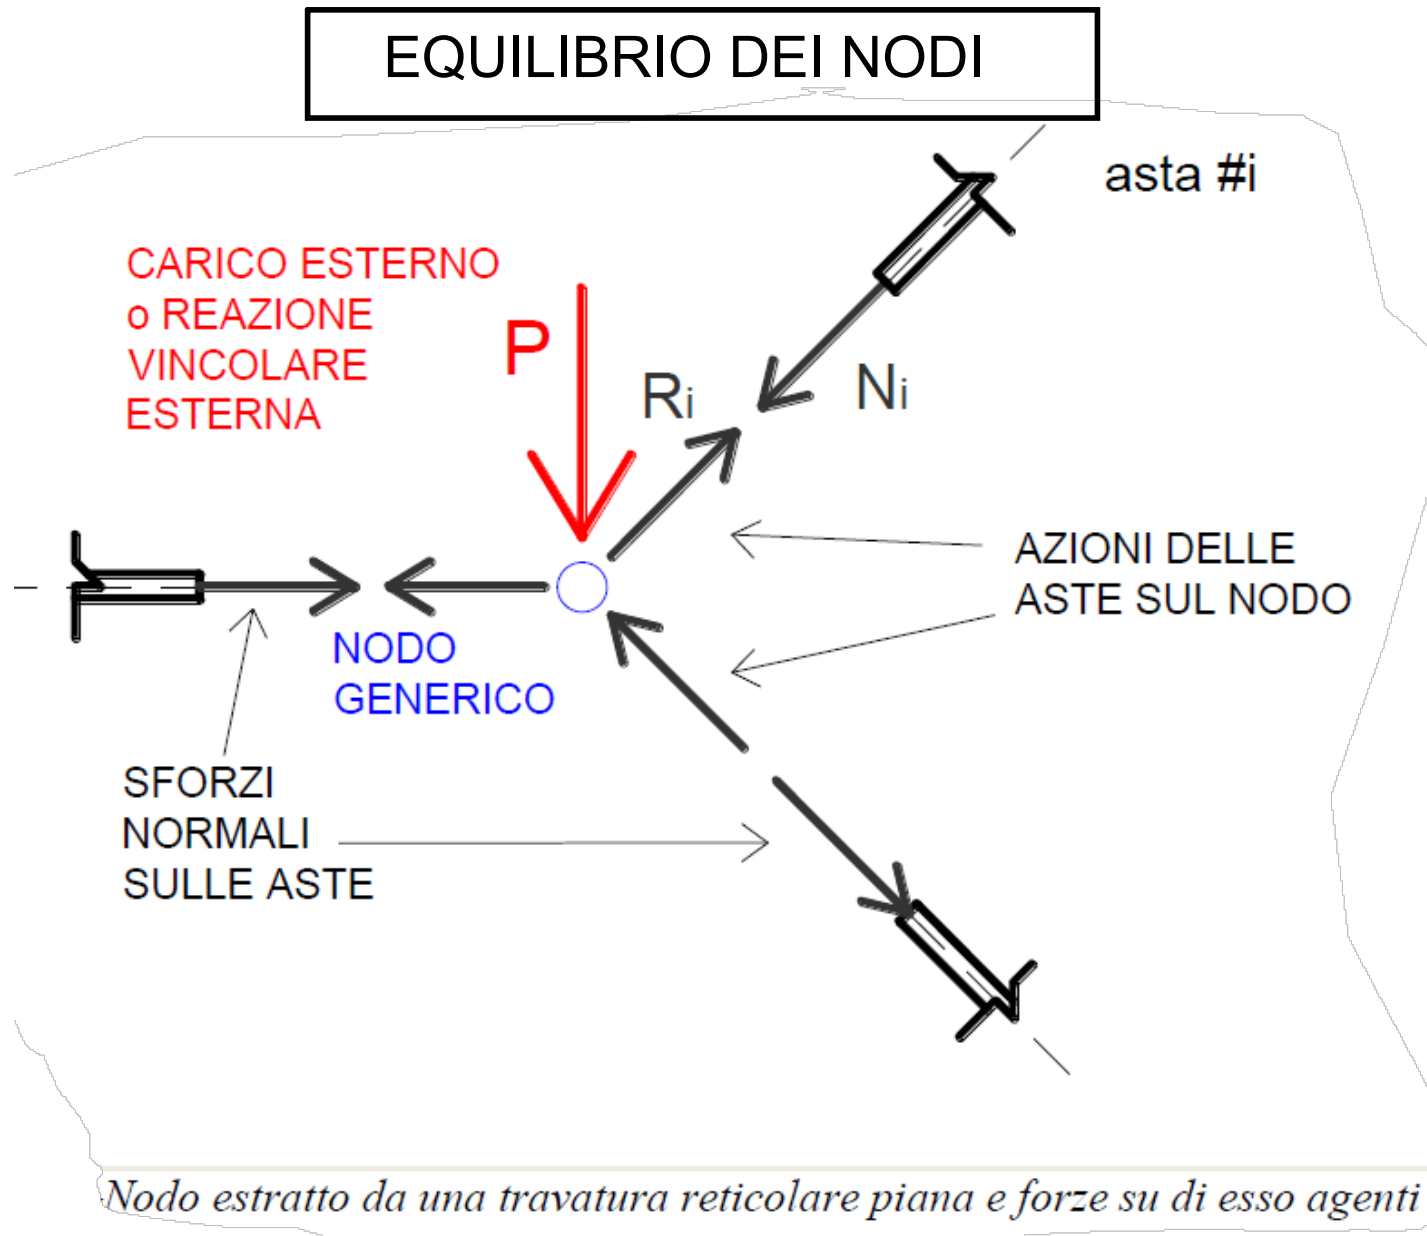 EQUILIBRIO DEI NODI
asta #i
CARICO ESTERNO
o REAZIONE
VINCOLARE
ESTERNA
P
Ri
Ni
AZIONI DELLE
ASTE SUL NODO
NODO
GENERICO
SFORZI
NORMALI
SULLE ASTE
Nodo estratto da una travatura reticolare piana e forze su di esso agenti